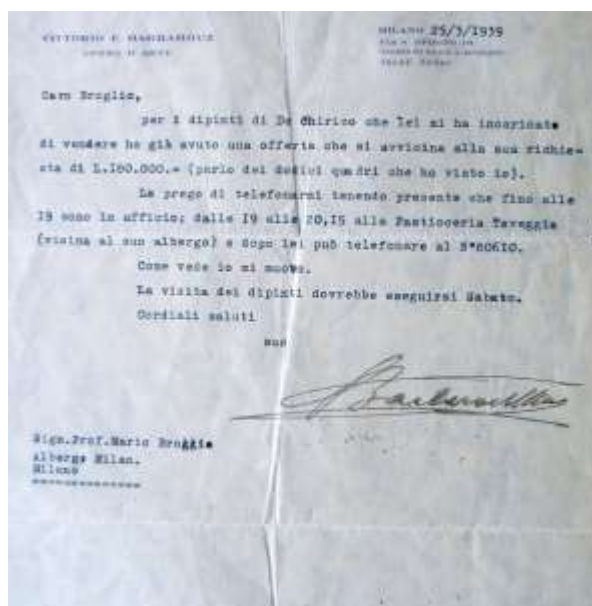 VITTORIO E. BARBAROUX
OPERE D'ARTE
MILANO 25/3/1939
Caro Broglio,
per i dipinti di De Chirico che lei mi ha incaricato
di vendere ho già avuto una offerta che si avvicina alla sua richie=
sta di L.180.000.= (parlo dei dodici quadri che ho visto io).
La prego di telefonarmi tenendo presente che fino alle
19 sono in ufficio; dalle 19 alle 20,15 alla Pasticceria Taveggia
(vicina al suo albergo) e dopo lei può telefonare al N°80610.
Come vede io mi muovo.
La visita dei dipinti dovrebbe eseguirsi Sabato.
Cordiali saluti
suo
Sign.Prof.Mario Broglio
Albergo Milan.
Milano